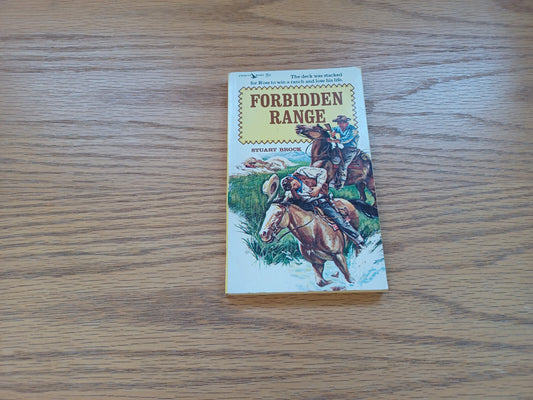 The deck was stacked
for Ross to win a ranch and lose his life.
FORBIDDEN
RANGE
STUART BROCK